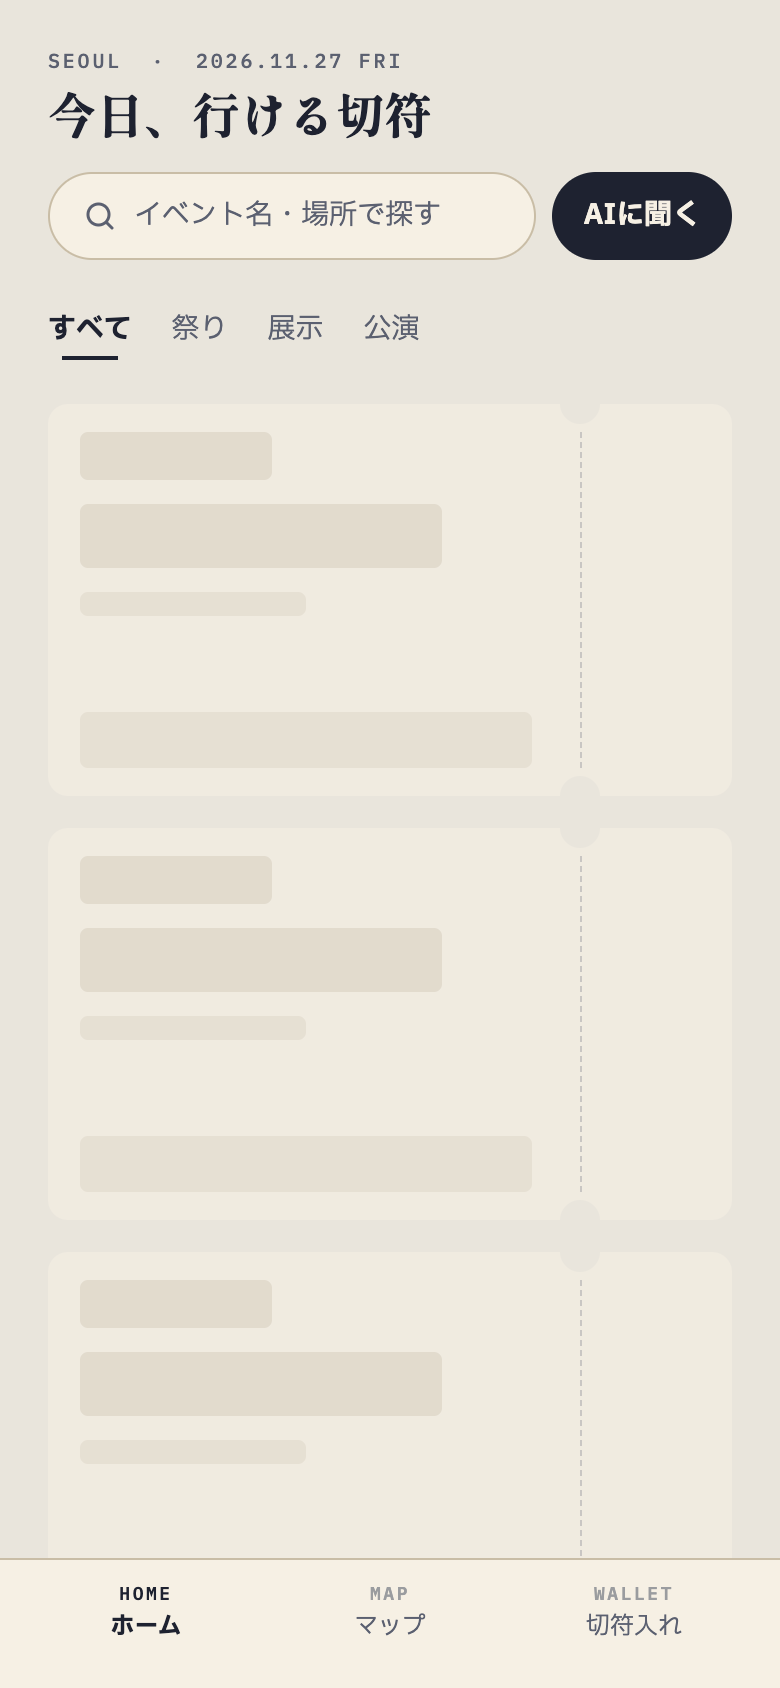 SEOUL · 2026.11.27 FRI
今日、行ける切符
イベント名・場所で探す
AIに聞く
すべて 祭り 展示 公演
HOME MAP WALLET
ホーム マップ 切符入れ